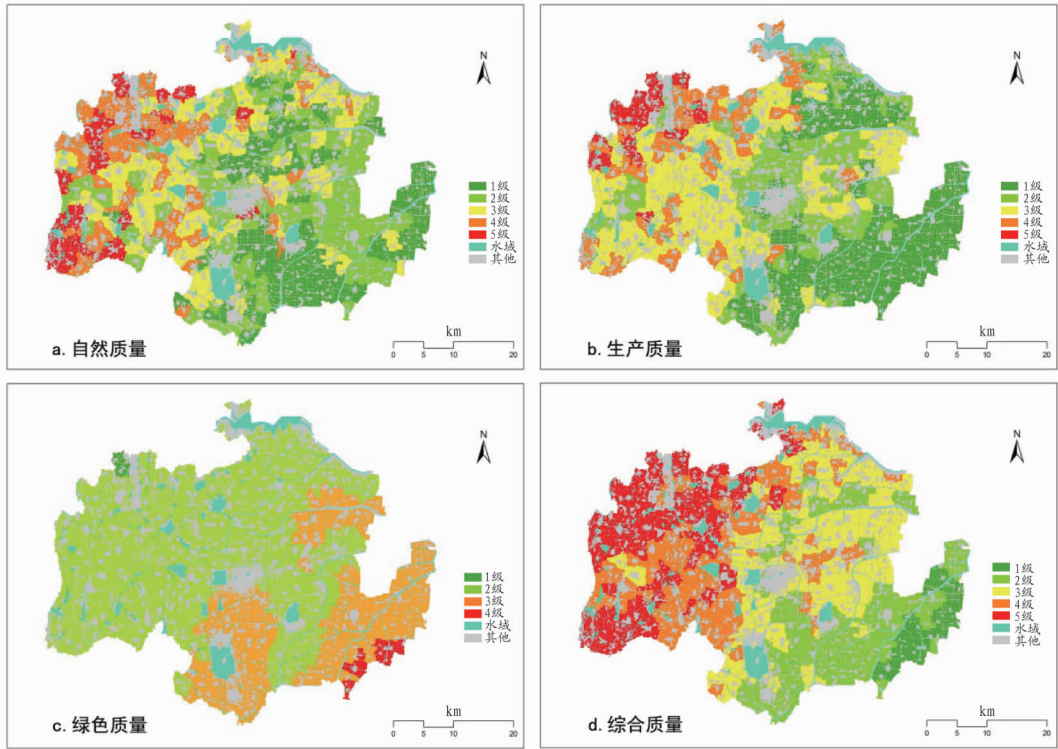 N
1级
2级
3级
4级
5级
水域
其他
km
0 5 10 20
a. 自然质量
N
1级
2级
3级
4级
5级
水域
其他
km
0 5 10 20
b. 生产质量
N
1级
2级
3级
4级
水域
其他
km
0 5 10 20
c. 绿色质量
N
1级
2级
3级
4级
5级
水域
其他
km
0 5 10 20
d. 综合质量